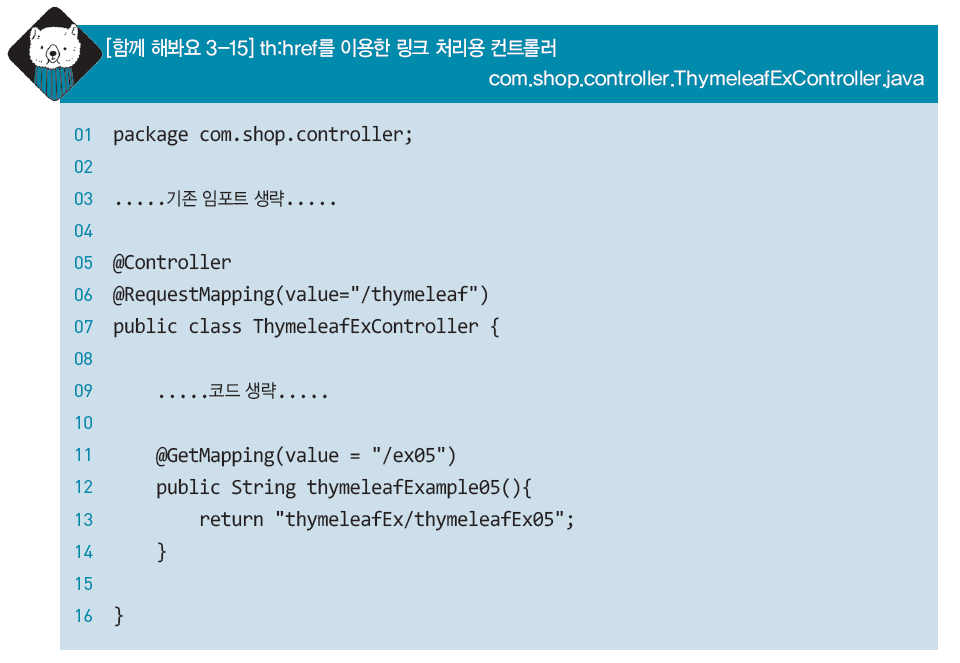 [함께 해봐요 3-15] th:href를 이용한 링크 처리용 컨트롤러
com.shop.controller.ThymeleafExController.java
01 package com.shop.controller;
02
03 .....기존 임포트 생략.....
04
05 @Controller
06 @RequestMapping(value="/thymeleaf")
07 public class ThymeleafExController {
08
09     .....코드 생략.....
10
11     @GetMapping(value = "/ex05")
12     public String thymeleafExample05(){
13         return "thymeleafEx/thymeleafEx05";
14     }
15
16 }